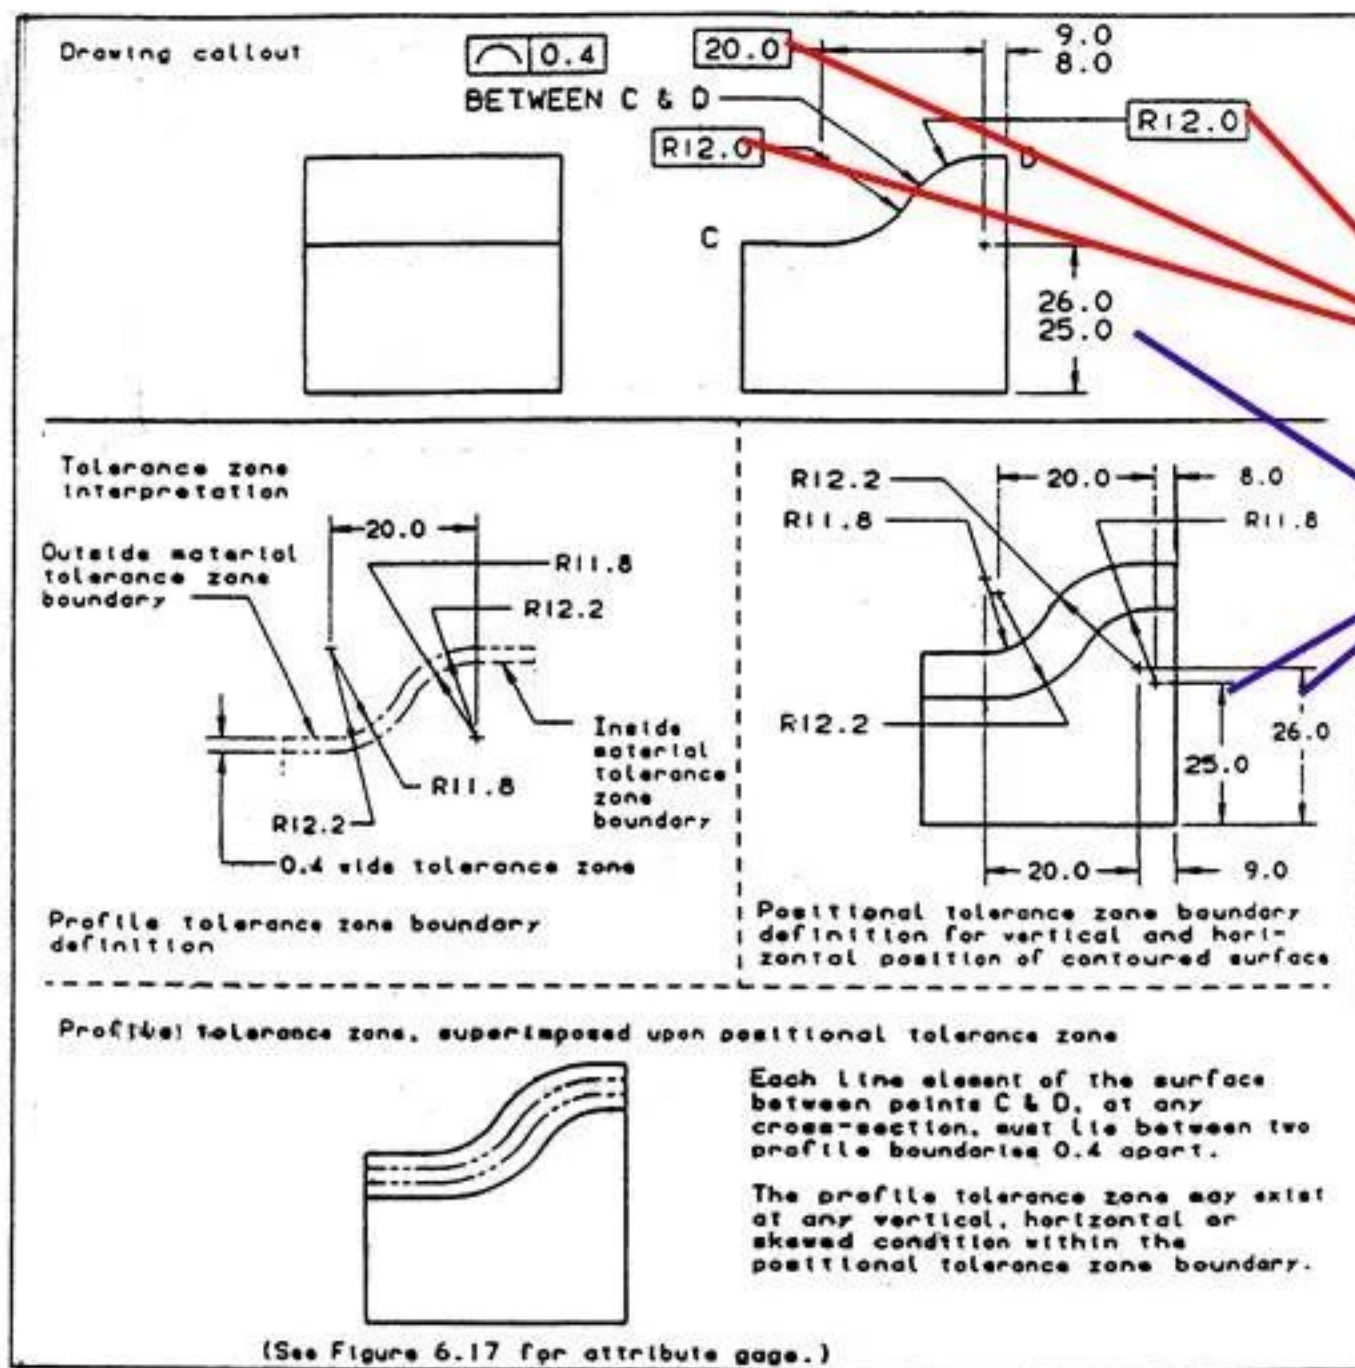 Drawing callout
0.4
BETWEEN C & D
20.0
9.0
8.0
R12.0
R12.0
D
C
26.0
25.0
Tolerance zone
interpretation
20.0
Outside material
tolerance zone
boundary
R11.8
R12.2
R11.8
R12.2
Inside
material
tolerance
zone
boundary
0.4 wide tolerance zone
Profile tolerance zone boundary
definition
R12.2
20.0
8.0
R11.8
R11.8
R12.2
26.0
25.0
20.0
9.0
Positional tolerance zone boundary
definition for vertical and hori-
zontal position of contoured surface
tolerance zone, superimposed upon positional tolerance zone
Each line element of the surface
between points C & D, at any
cross-section, must lie between two
profile boundaries 0.4 apart.
The profile tolerance zone may exist
at any vertical, horizontal or
skewed condition within the
positional tolerance zone boundary.
(See Figure 6.17 for attribute gage.)